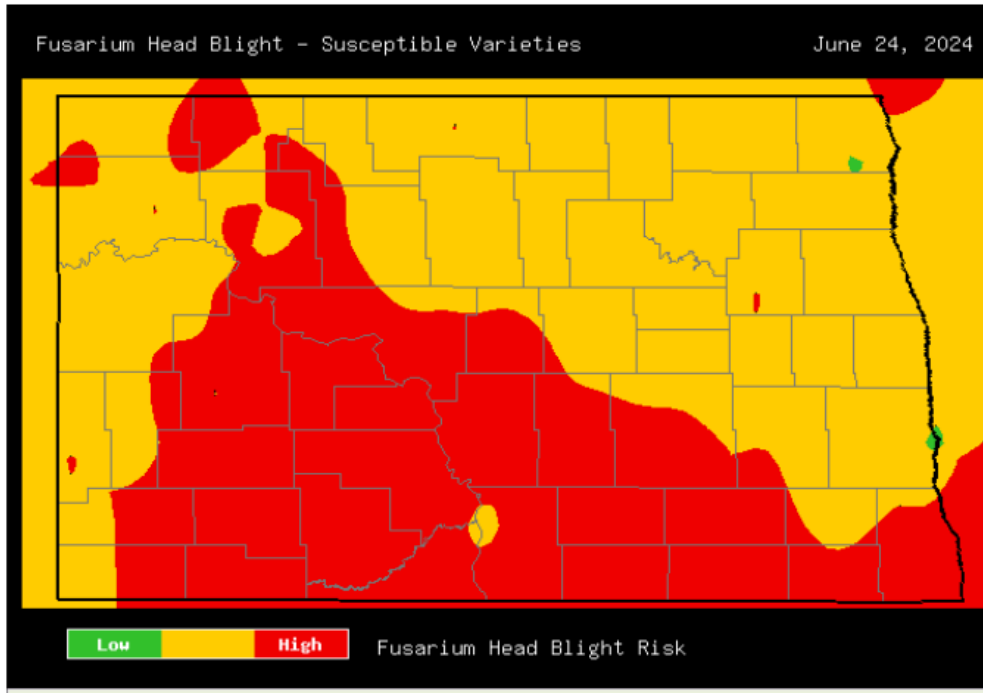 Fusarium Head Blight - Susceptible Varieties June 24, 2024
Low High Fusarium Head Blight Risk